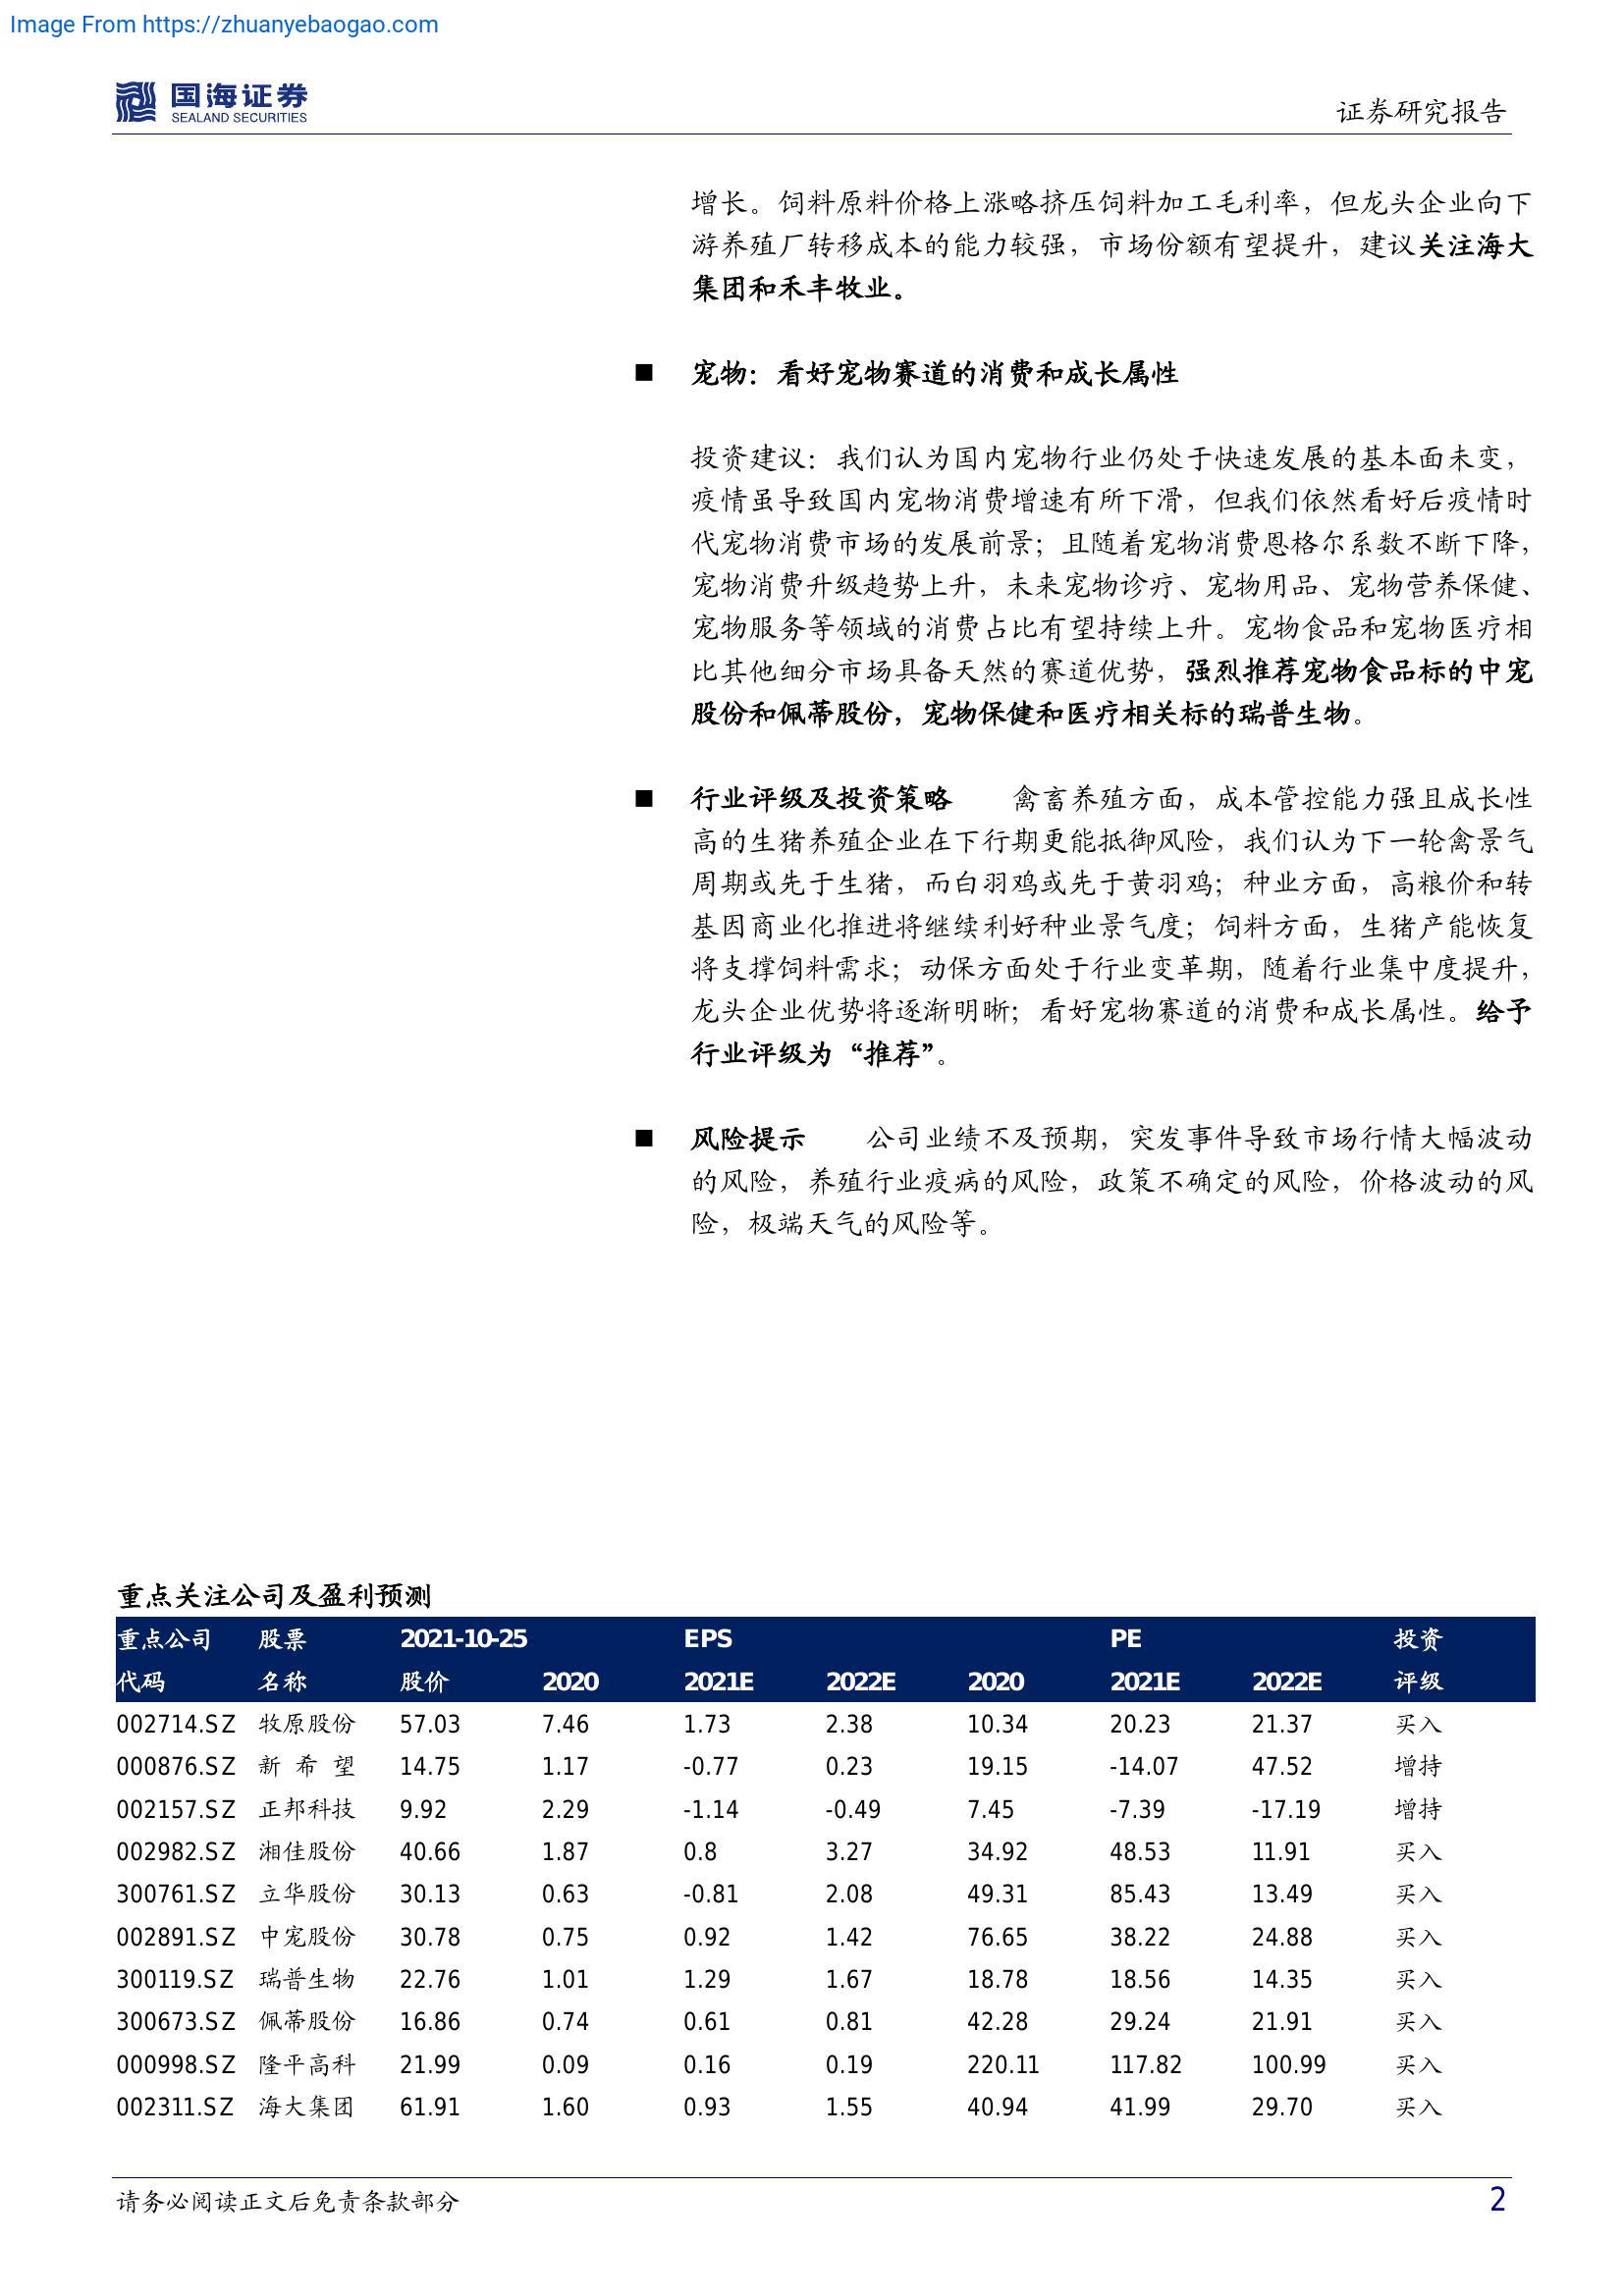 Image From https://zhuanyebaogao.com
国海证券
SEALAND SECURITIES
证券研究报告
增长。饲料原料价格上涨略挤压饲料加工毛利率，但龙头企业向下
游养殖厂转移成本的能力较强，市场份额有望提升，建议关注海大
集团和禾丰牧业。
■ 宠物：看好宠物赛道的消费和成长属性
投资建议：我们认为国内宠物行业仍处于快速发展的基本面未变，
疫情虽导致国内宠物消费增速有所下滑，但我们依然看好后疫情时
代宠物消费市场的发展前景；且随着宠物消费恩格尔系数不断下降，
宠物消费升级趋势上升，未来宠物诊疗、宠物用品、宠物营养保健、
宠物服务等领域的消费占比有望持续上升。宠物食品和宠物医疗相
比其他细分市场具备天然的赛道优势，强烈推荐宠物食品标的中宠
股份和佩蒂股份，宠物保健和医疗相关标的瑞普生物。
■ 行业评级及投资策略 禽畜养殖方面，成本管控能力强且成长性
高的生猪养殖企业在下行期更能抵御风险，我们认为下一轮禽景气
周期或先于生猪，而白羽鸡或先于黄羽鸡；种业方面，高粮价和转
基因商业化推进将继续利好种业景气度；饲料方面，生猪产能恢复
将支撑饲料需求；动保方面处于行业变革期，随着行业集中度提升，
龙头企业优势将逐渐明晰；看好宠物赛道的消费和成长属性。给予
行业评级为“推荐”。
■ 风险提示 公司业绩不及预期，突发事件导致市场行情大幅波动
的风险，养殖行业疫病的风险，政策不确定的风险，价格波动的风
险，极端天气的风险等。
重点关注公司及盈利预测
重点公司 股票 2021-10-25 EPS PE 投资
代码 名称 股价 2020 2021E 2022E 2020 2021E 2022E 评级
002714.SZ 牧原股份 57.03 7.46 1.73 2.38 10.34 20.23 21.37 买入
000876.SZ 新 希 望 14.75 1.17 -0.77 0.23 19.15 -14.07 47.52 增持
002157.SZ 正邦科技 9.92 2.29 -1.14 -0.49 7.45 -7.39 -17.19 增持
002982.SZ 湘佳股份 40.66 1.87 0.8 3.27 34.92 48.53 11.91 买入
300761.SZ 立华股份 30.13 0.63 -0.81 2.08 49.31 85.43 13.49 买入
002891.SZ 中宠股份 30.78 0.75 0.92 1.42 76.65 38.22 24.88 买入
300119.SZ 瑞普生物 22.76 1.01 1.29 1.67 18.78 18.56 14.35 买入
300673.SZ 佩蒂股份 16.86 0.74 0.61 0.81 42.28 29.24 21.91 买入
000998.SZ 隆平高科 21.99 0.09 0.16 0.19 220.11 117.82 100.99 买入
002311.SZ 海大集团 61.91 1.60 0.93 1.55 40.94 41.99 29.70 买入
请务必阅读正文后免责条款部分 2